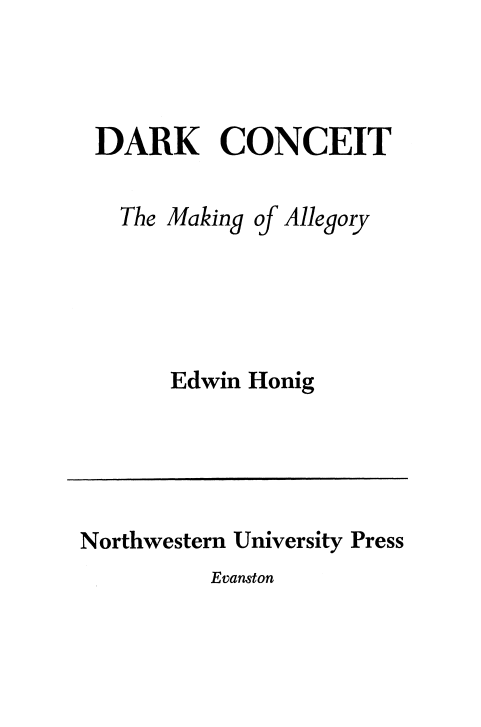 DARK CONCEIT
The Making of Allegory
Edwin Honig
Northwestern University Press
Evanston